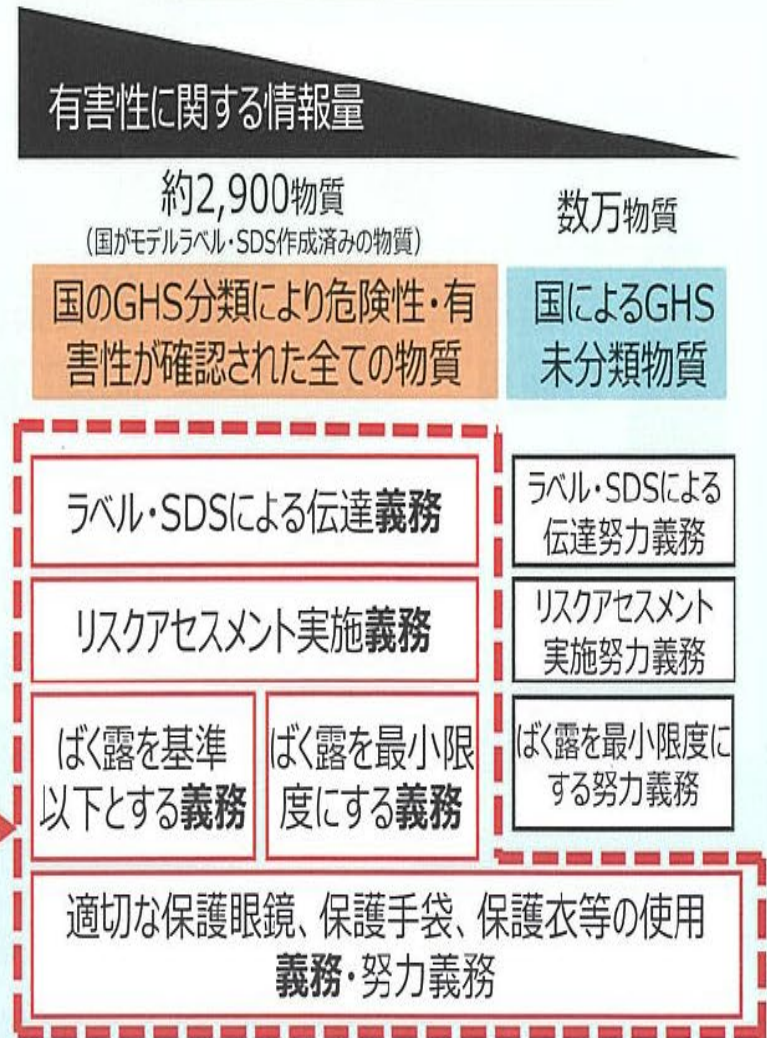 有害性に関する情報量
約2,900物質
(国がモデルラベル・SDS作成済みの物質)
数万物質
国のGHS分類により危険性・有
害性が確認された全ての物質
国によるGHS
未分類物質
ラベル・SDSによる伝達義務
ラベル・SDSによる
伝達努力義務
リスクアセスメント実施義務
リスクアセスメント
実施努力義務
ばく露を基準
以下とする義務
ばく露を最小限
度にする義務
ばく露を最小限度に
する努力義務
適切な保護眼鏡、保護手袋、保護衣等の使用
義務・努力義務